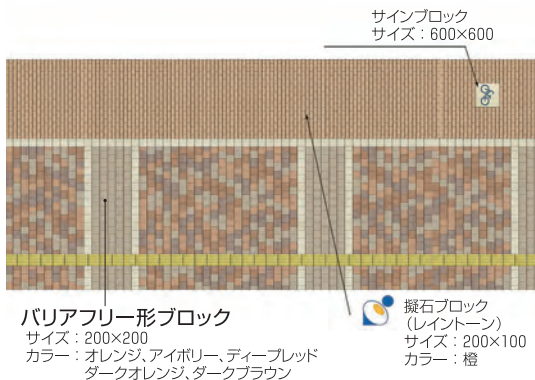 サインブロック
サイズ：600×600
バリアフリー形ブロック
サイズ：200×200
カラー：オレンジ、アイボリー、ディープレッド
ダークオレンジ、ダークブラウン
擬石ブロック
（レイントーン）
サイズ：200×100
カラー：橙